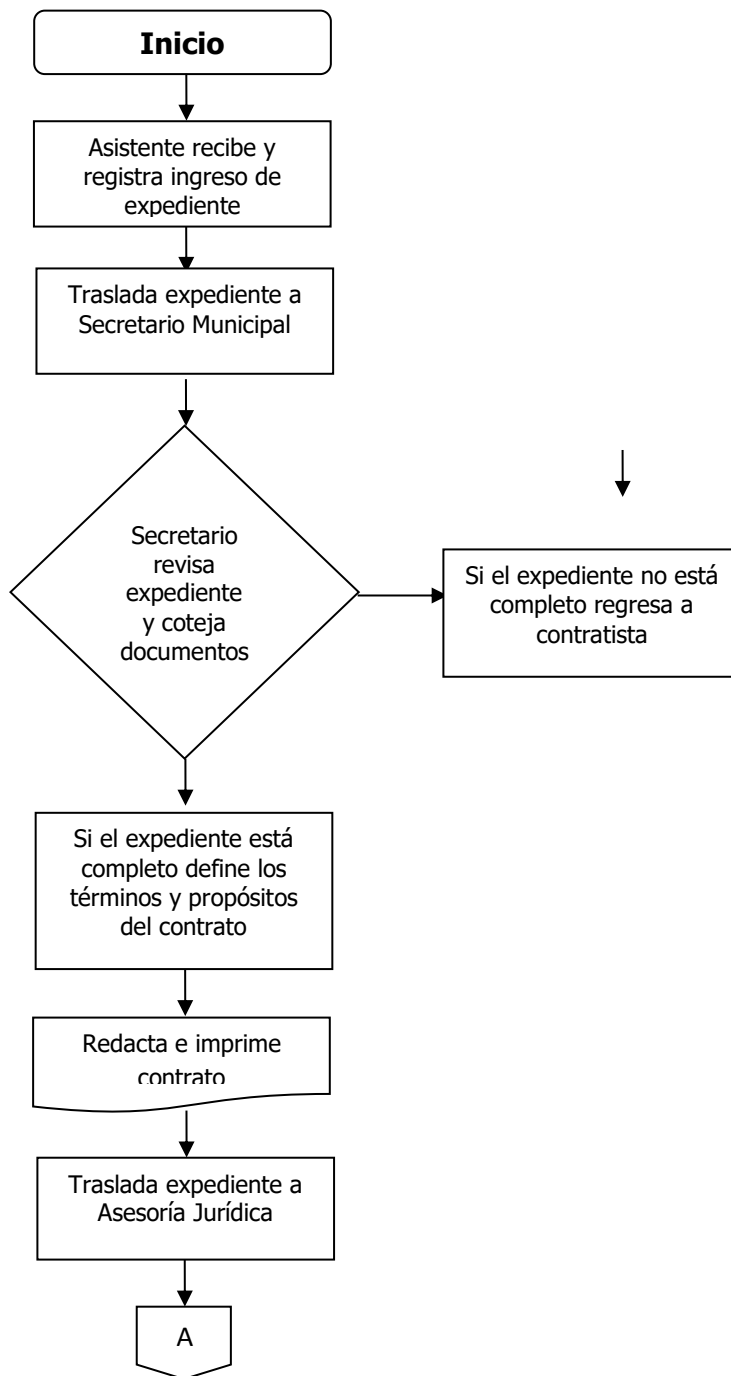 Inicio
Asistente recibe y
registra ingreso de
expediente
Traslada expediente a
Secretario Municipal
Secretario
revisa
expediente
y coteja
documentos
Si el expediente no está
completo regresa a
contratista
Si el expediente está
completo define los
términos y propósitos
del contrato
Redacta e imprime
contrato
Traslada expediente a
Asesoría Jurídica
A